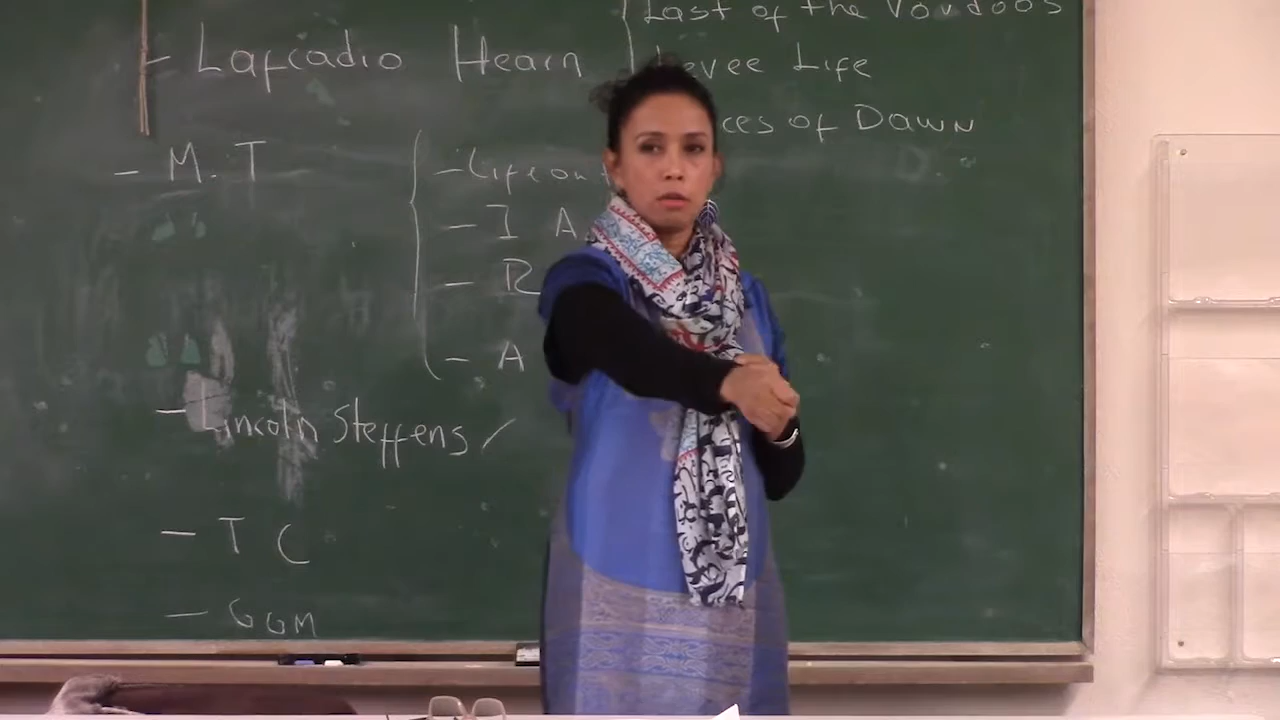 Last of the Voudoos
- Lafcadio Hearn
Levee Life
ces of Dawn
- M. T
- Life on
- I A
- R
- A
- Lincoln Steffens /
- T C
- G G M